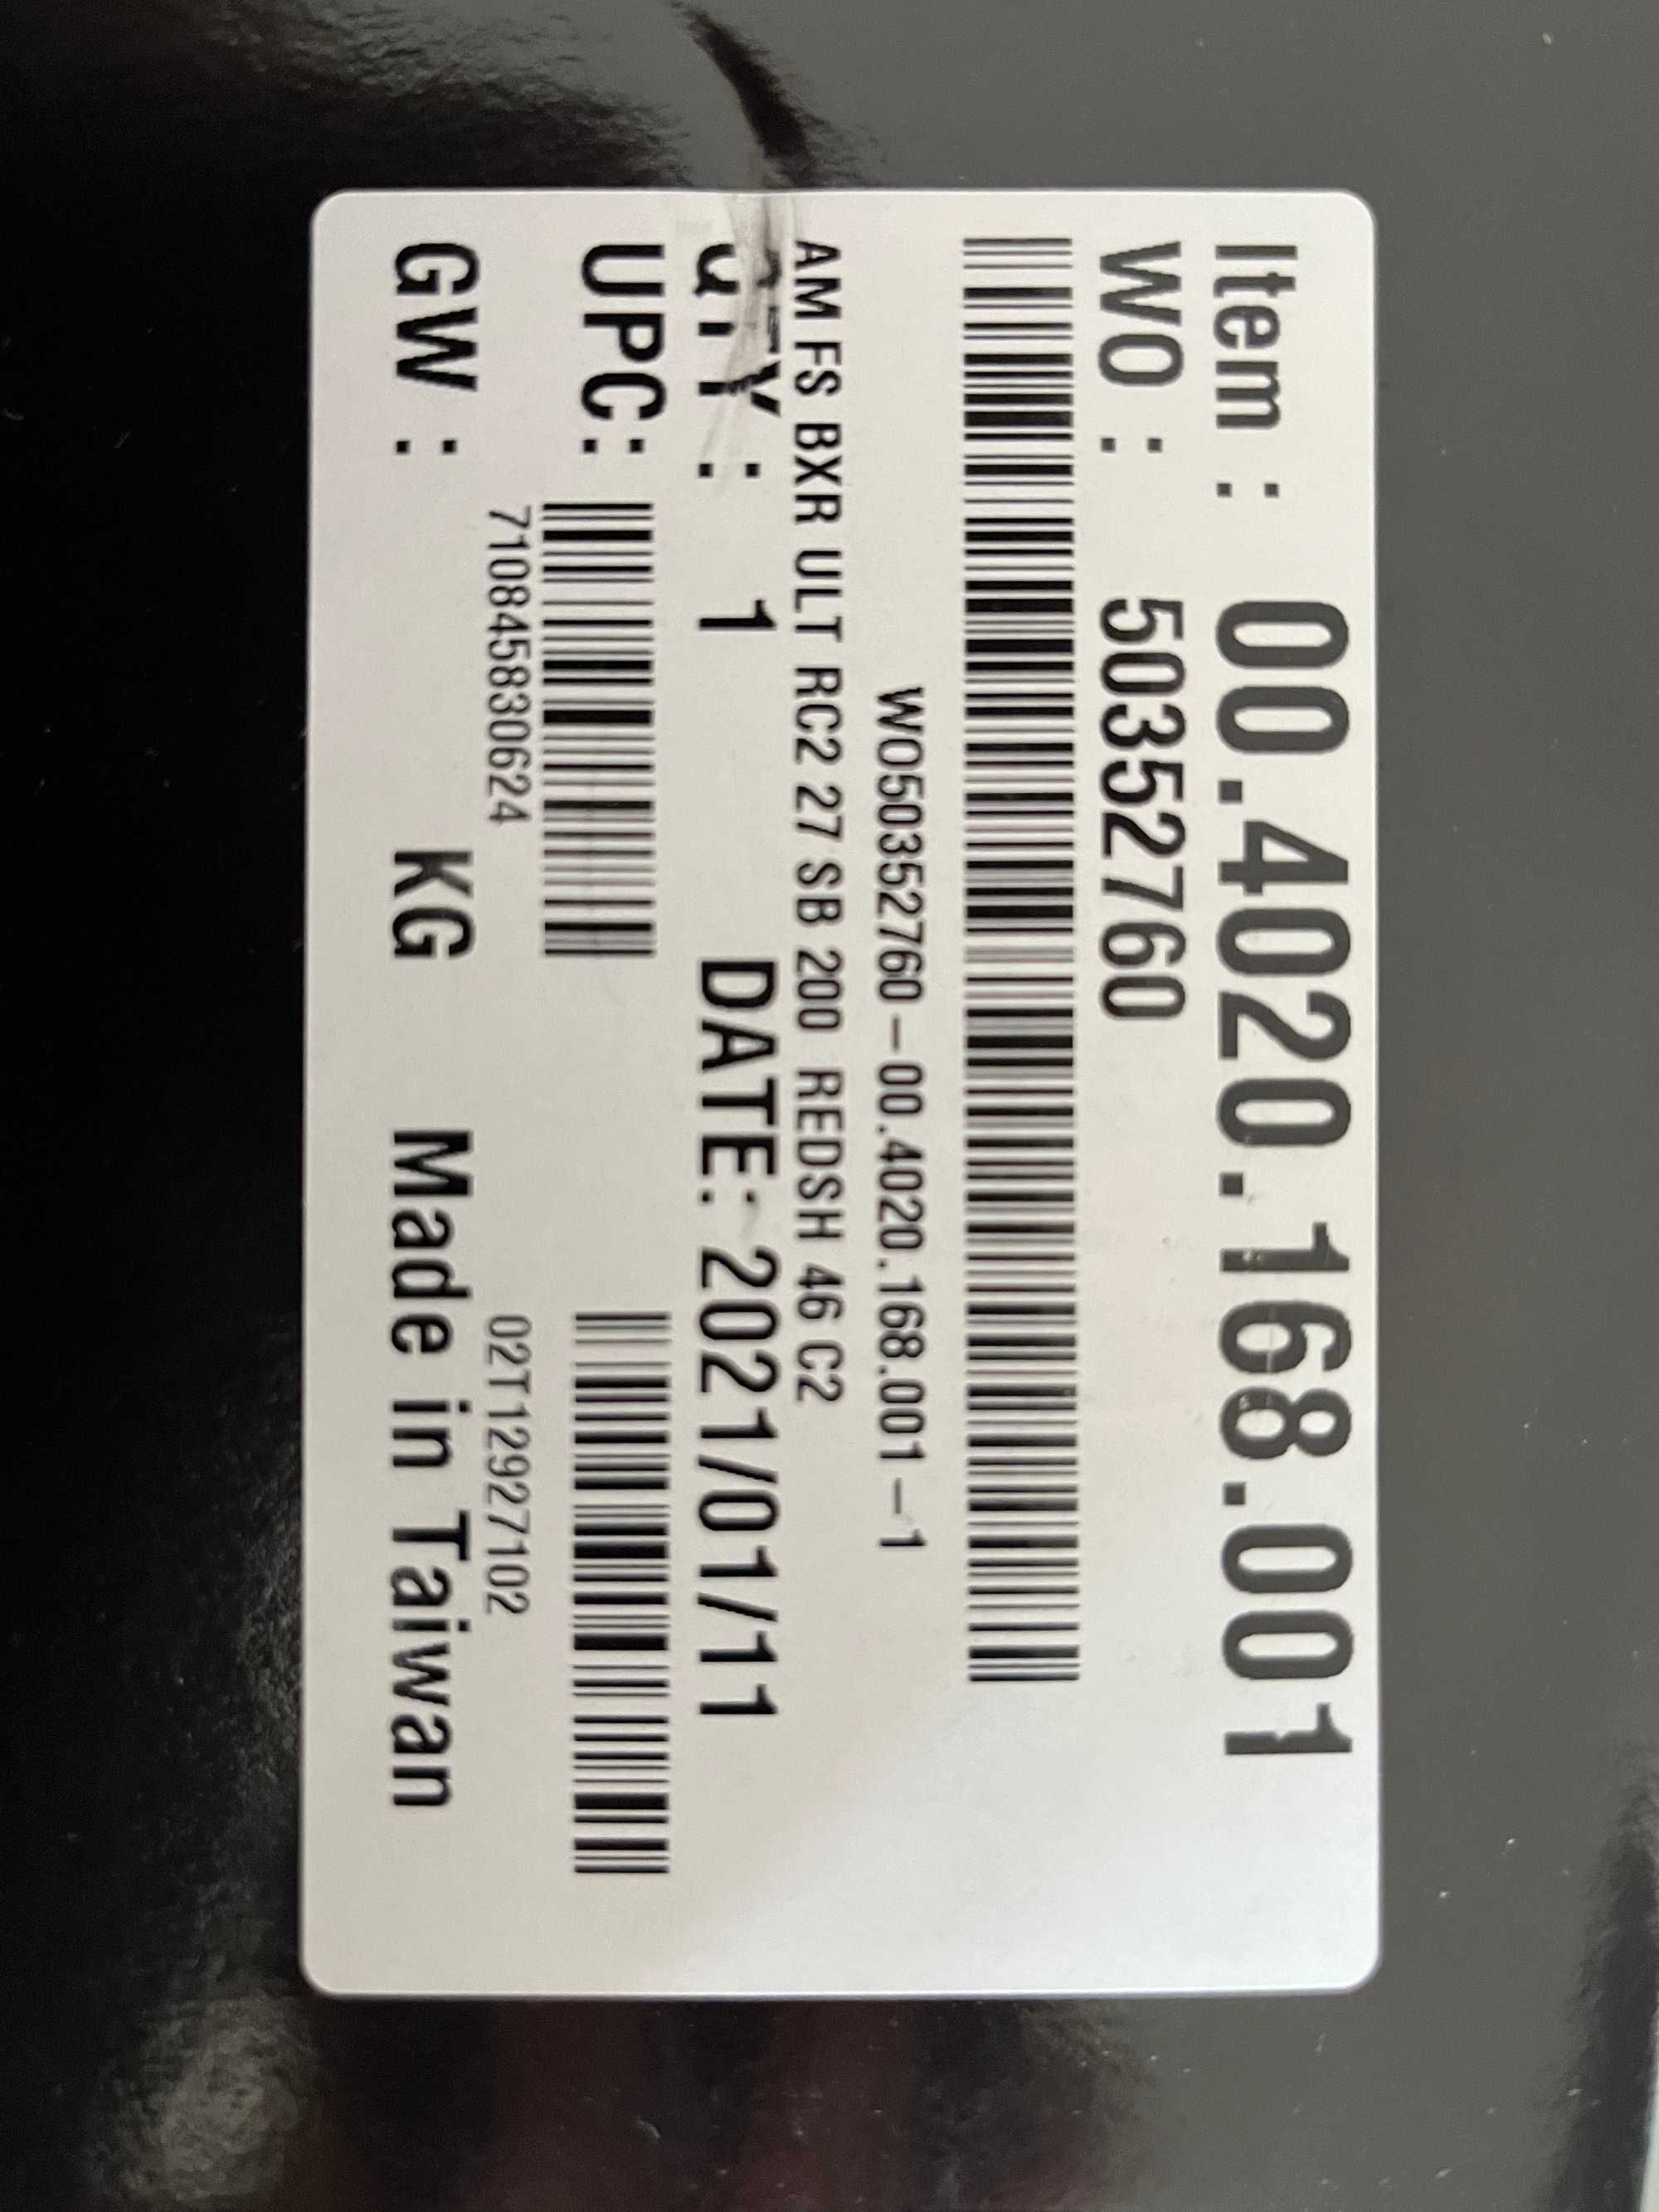 Item : 00.4020.168.001
WO : 50352760
WO50352760-00.4020.168.001-1
AM FS BXR ULT RC2 27 SB 200 REDSH 46 C2
QTY : 1 DATE: 2021/01/11
UPC:
710845830624 02T12927102
GW : KG Made in Taiwan